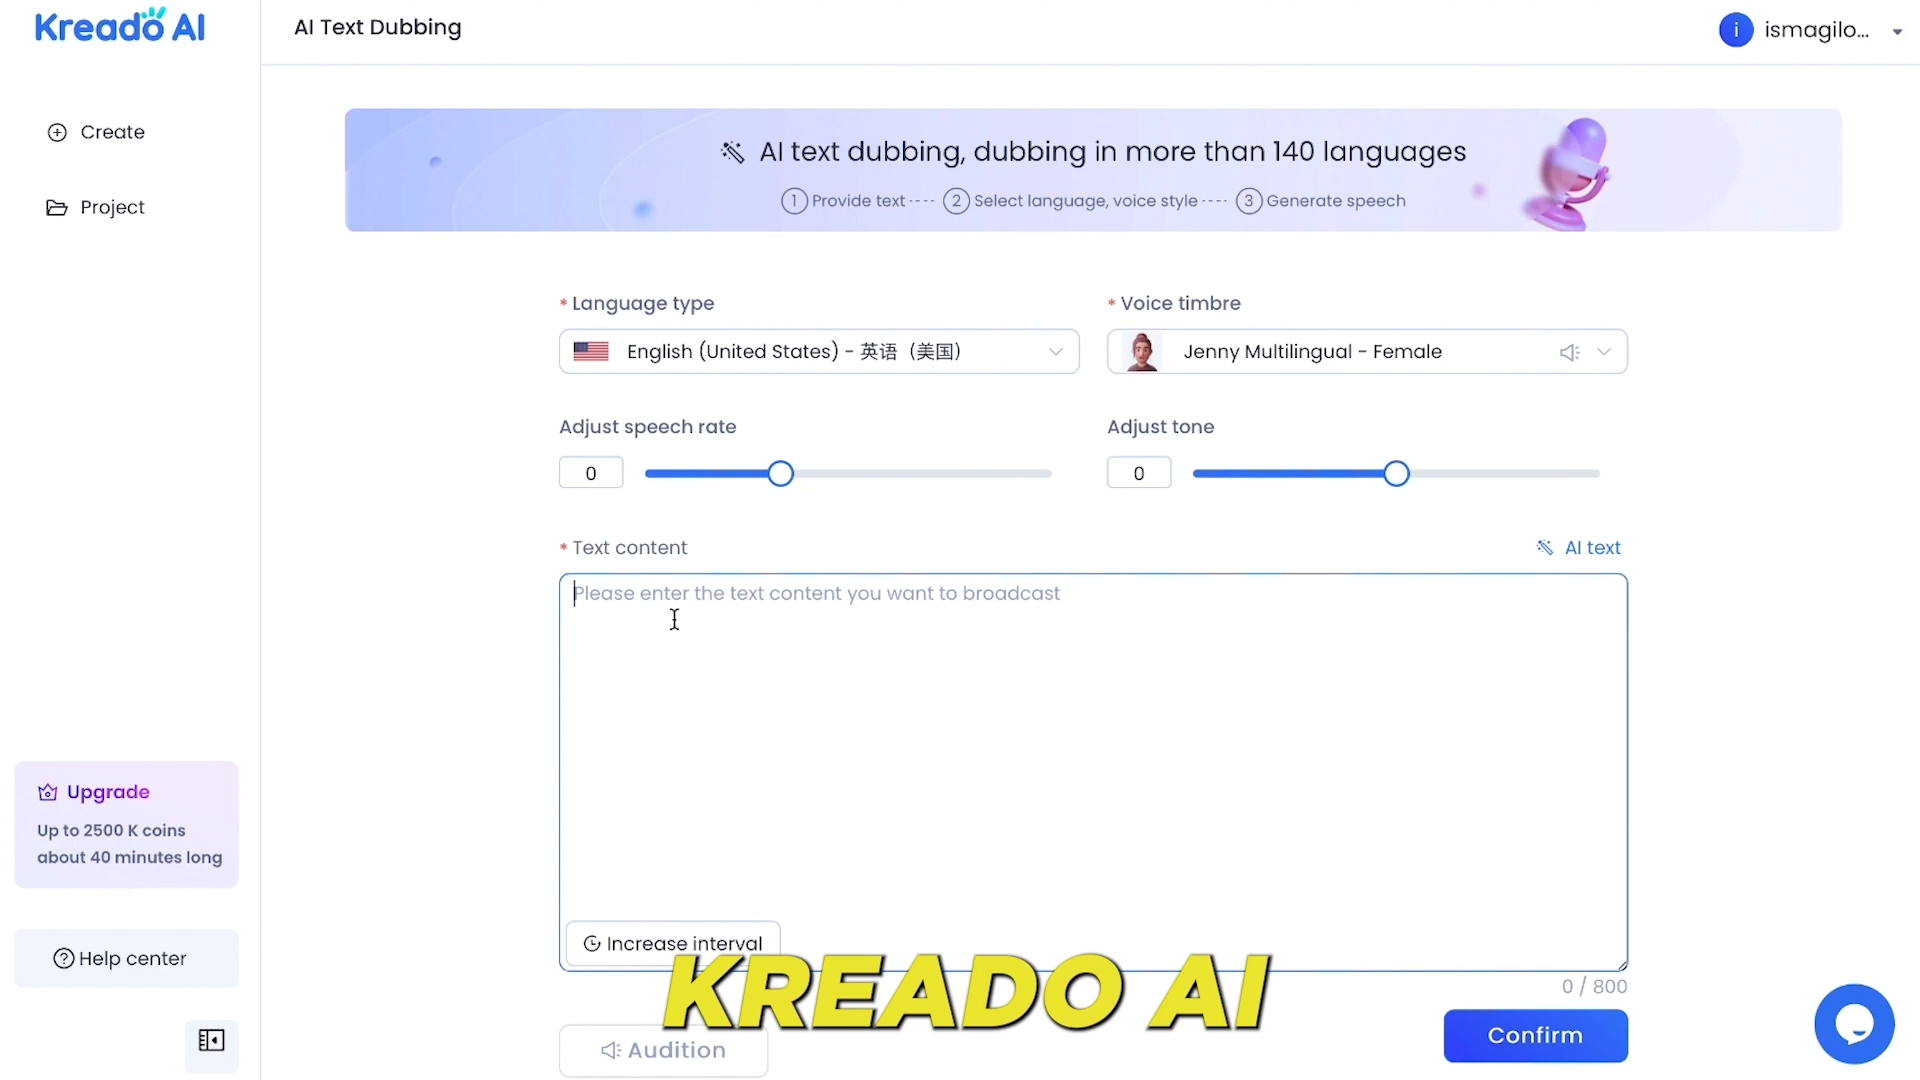 Kreado AI
AI Text Dubbing
i ismagilo...
Create
Project
AI text dubbing, dubbing in more than 140 languages
1 Provide text ---- 2 Select language, voice style ---- 3 Generate speech
* Language type
* Voice timbre
English (United States) - 英语（美国）
Jenny Multilingual - Female
Adjust speech rate
Adjust tone
0
0
* Text content
AI text
Please enter the text content you want to broadcast
Upgrade
Up to 2500 K coins
about 40 minutes long
Increase interval
Help center
0 / 800
KREADO AI
Audition
Confirm